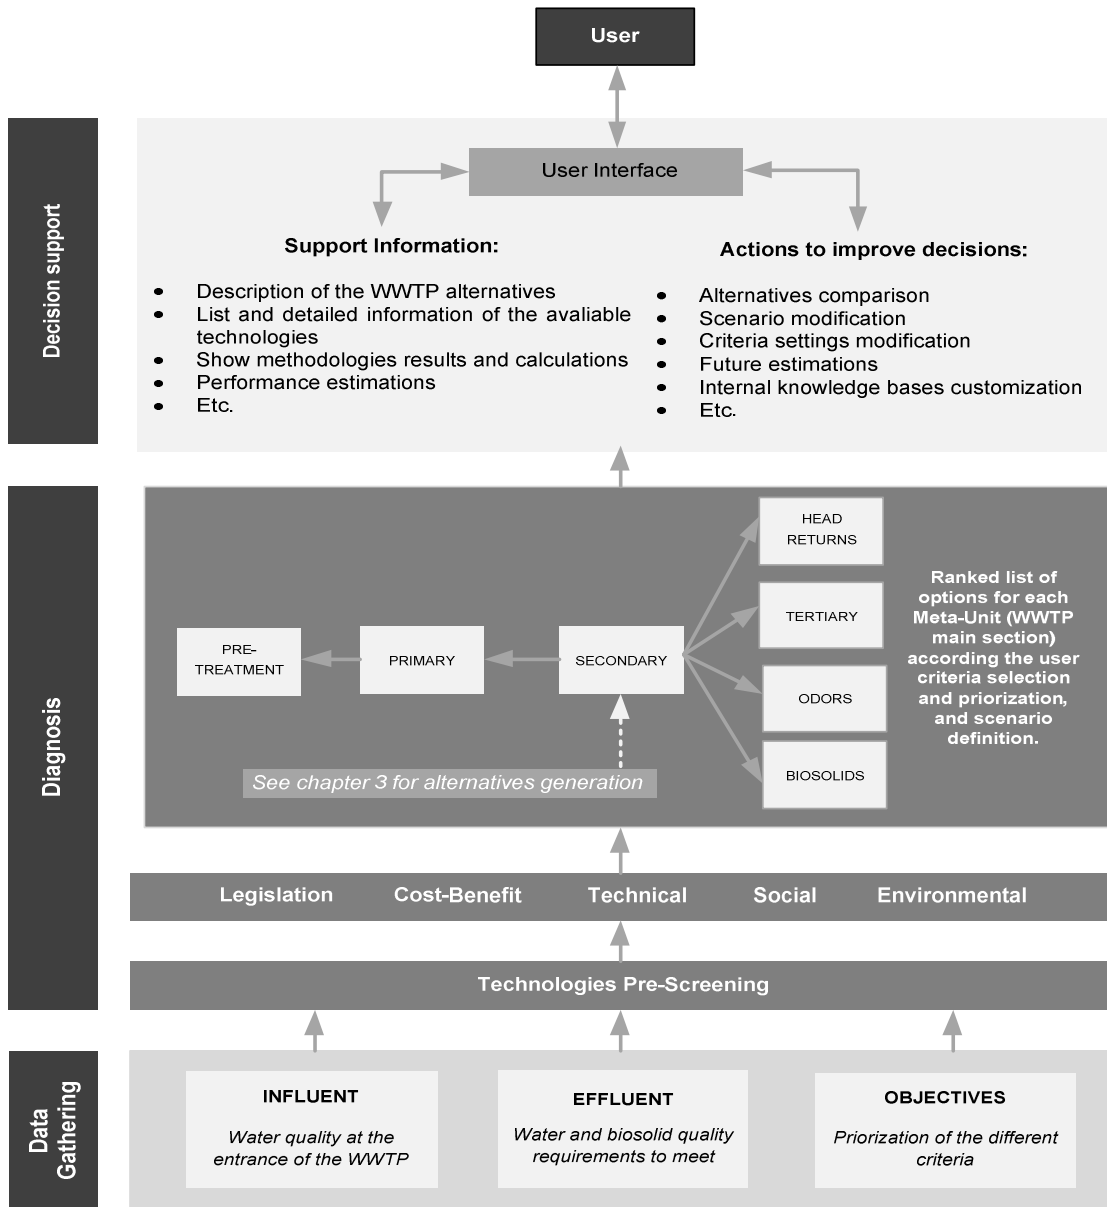 User
Decision support
User Interface
Support Information:
Description of the WWTP alternatives
List and detailed information of the avaliable
technologies
Show methodologies results and calculations
Performance estimations
Etc.
Actions to improve decisions:
Alternatives comparison
Scenario modification
Criteria settings modification
Future estimations
Internal knowledge bases customization
Etc.
Diagnosis
PRE-
TREATMENT
PRIMARY
SECONDARY
HEAD
RETURNS
TERTIARY
ODORS
BIOSOLIDS
Ranked list of
options for each
Meta-Unit (WWTP
main section)
according the user
criteria selection
and priorization,
and scenario
definition.
See chapter 3 for alternatives generation
Legislation Cost-Benefit Technical Social Environmental
Technologies Pre-Screening
Data
Gathering
INFLUENT
Water quality at the
entrance of the WWTP
EFFLUENT
Water and biosolid quality
requirements to meet
OBJECTIVES
Priorization of the different
criteria